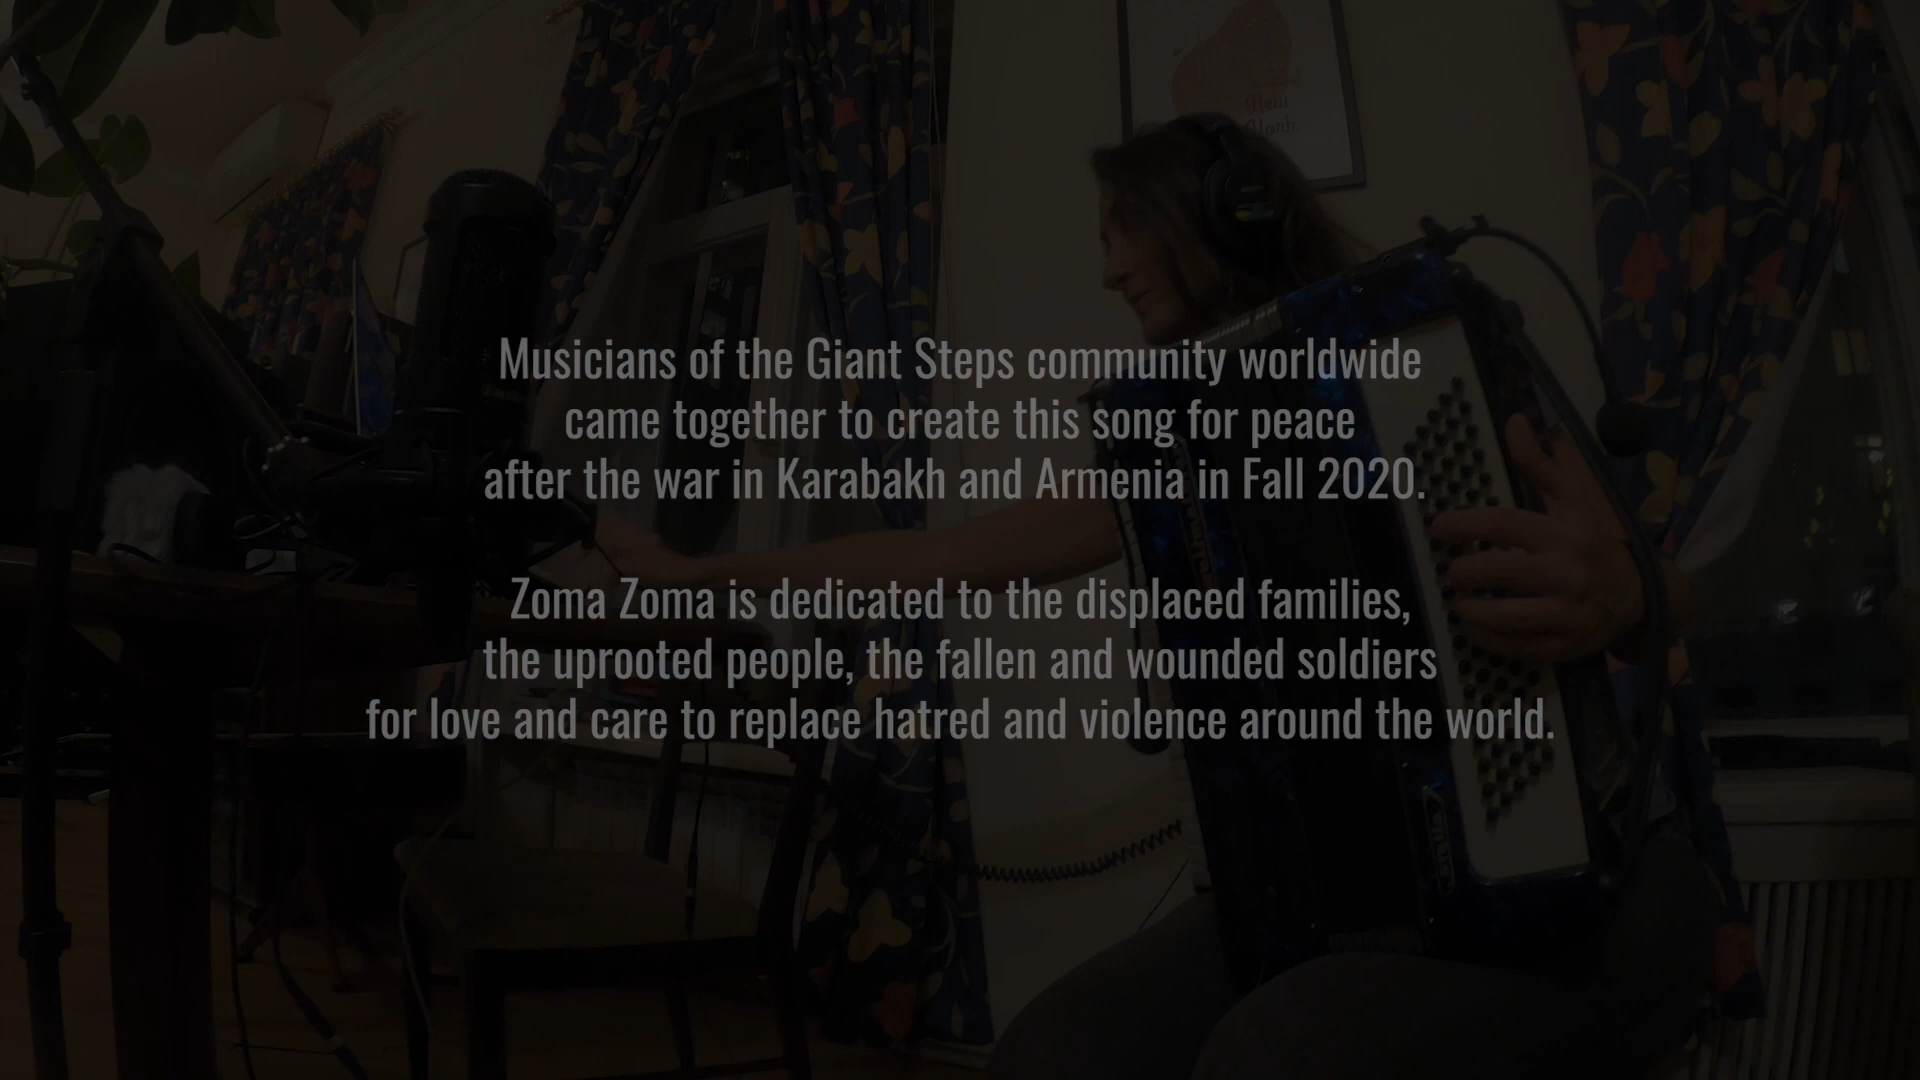 New
York
Musicians of the Giant Steps community worldwide
came together to create this song for peace
after the war in Karabakh and Armenia in Fall 2020.
Zoma Zoma is dedicated to the displaced families,
the uprooted people, the fallen and wounded soldiers
for love and care to replace hatred and violence around the world.